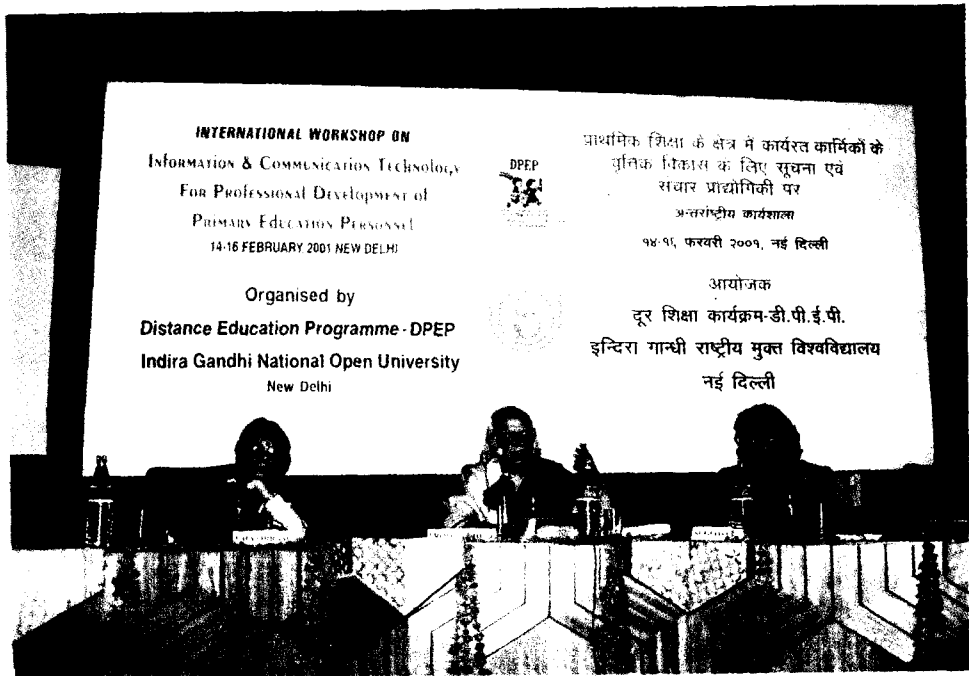 INTERNATIONAL WORKSHOP ON
INFORMATION & COMMUNICATION TECHNOLOGY
FOR PROFESSIONAL DEVELOPMENT OF
PRIMARY EDUCATION PERSONNEL
14-16 FEBRUARY 2001 NEW DELHI
Organised by
Distance Education Programme - DPEP
Indira Gandhi National Open University
New Delhi
DPEP
प्राथमिक शिक्षा के क्षेत्र में कार्यरत कार्मिकों के
वृत्तिक विकास के लिए सूचना एवं
संचार प्राद्योगिकी पर
अन्तर्राष्ट्रीय कार्यशाला
१४-१६ फरवरी २००१, नई दिल्ली
आयोजक
दूर शिक्षा कार्यक्रम-डी.पी.ई.पी.
इन्दिरा गान्धी राष्ट्रीय मुक्त विश्वविद्यालय
नई दिल्ली